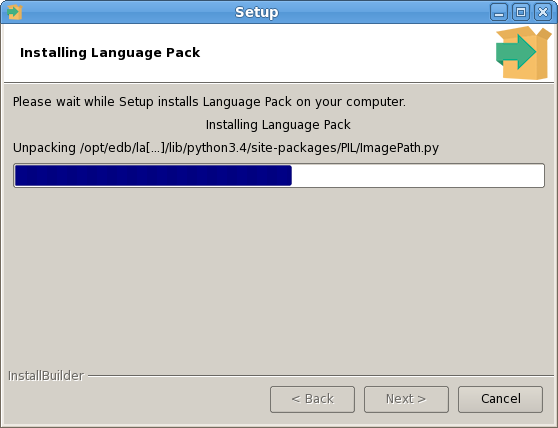 Setup
Installing Language Pack
Please wait while Setup installs Language Pack on your computer.
Installing Language Pack
Unpacking /opt/edb/la[...]/lib/python3.4/site-packages/PIL/ImagePath.py
InstallBuilder
< Back
Next >
Cancel